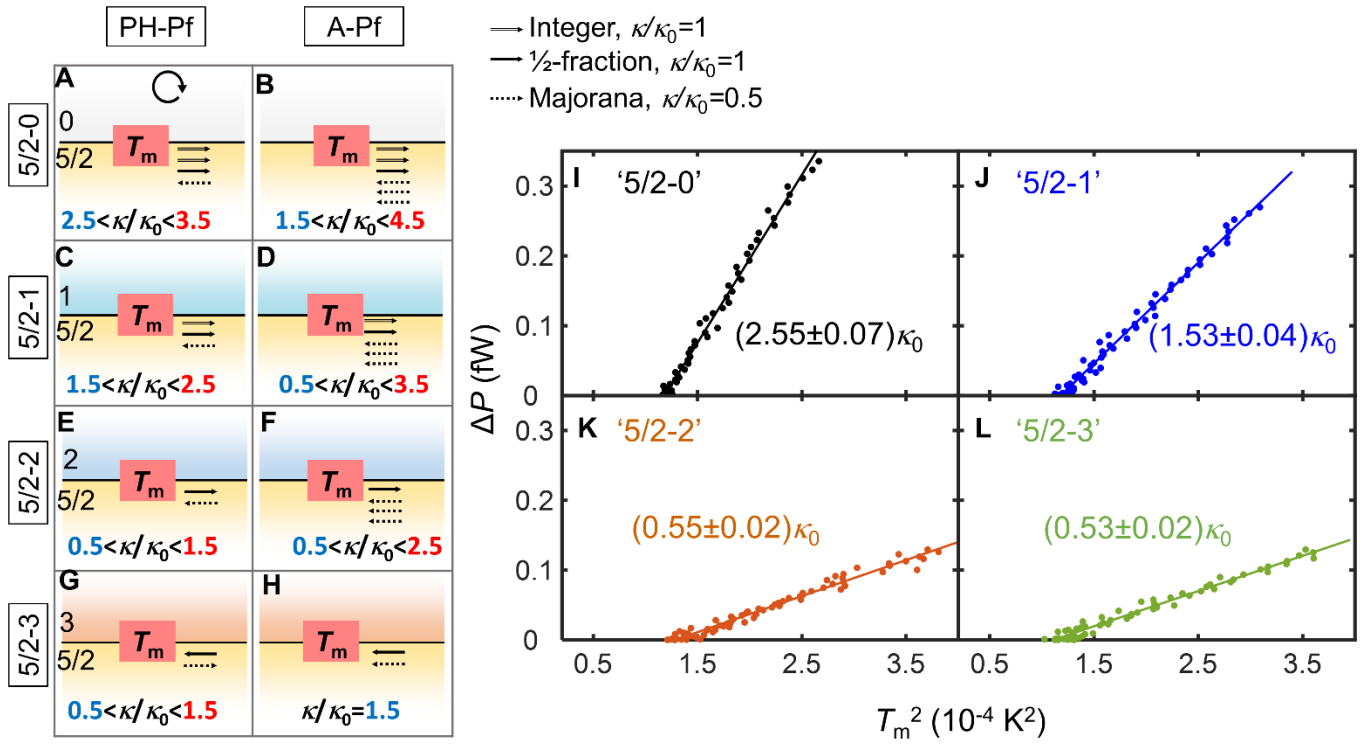 PH-Pf
A-Pf
Integer, κ/κ₀=1
½-fraction, κ/κ₀=1
Majorana, κ/κ₀=0.5
5/2-0
A
0
5/2
Tₘ
2.5<κ/κ₀<3.5
B
Tₘ
1.5<κ/κ₀<4.5
5/2-1
C
1
5/2
Tₘ
1.5<κ/κ₀<2.5
D
Tₘ
0.5<κ/κ₀<3.5
5/2-2
E
2
5/2
Tₘ
0.5<κ/κ₀<1.5
F
Tₘ
0.5<κ/κ₀<2.5
5/2-3
G
3
5/2
Tₘ
0.5<κ/κ₀<1.5
H
Tₘ
κ/κ₀=1.5
ΔP (fW)
I
‘5/2-0’
(2.55±0.07)κ₀
0.3
0.2
0.1
0
J
‘5/2-1’
(1.53±0.04)κ₀
K
‘5/2-2’
(0.55±0.02)κ₀
0.3
0.2
0.1
0
L
‘5/2-3’
(0.53±0.02)κ₀
0.5 1.5 2.5 3.5
0.5 1.5 2.5 3.5
Tₘ² (10⁻⁴ K²)